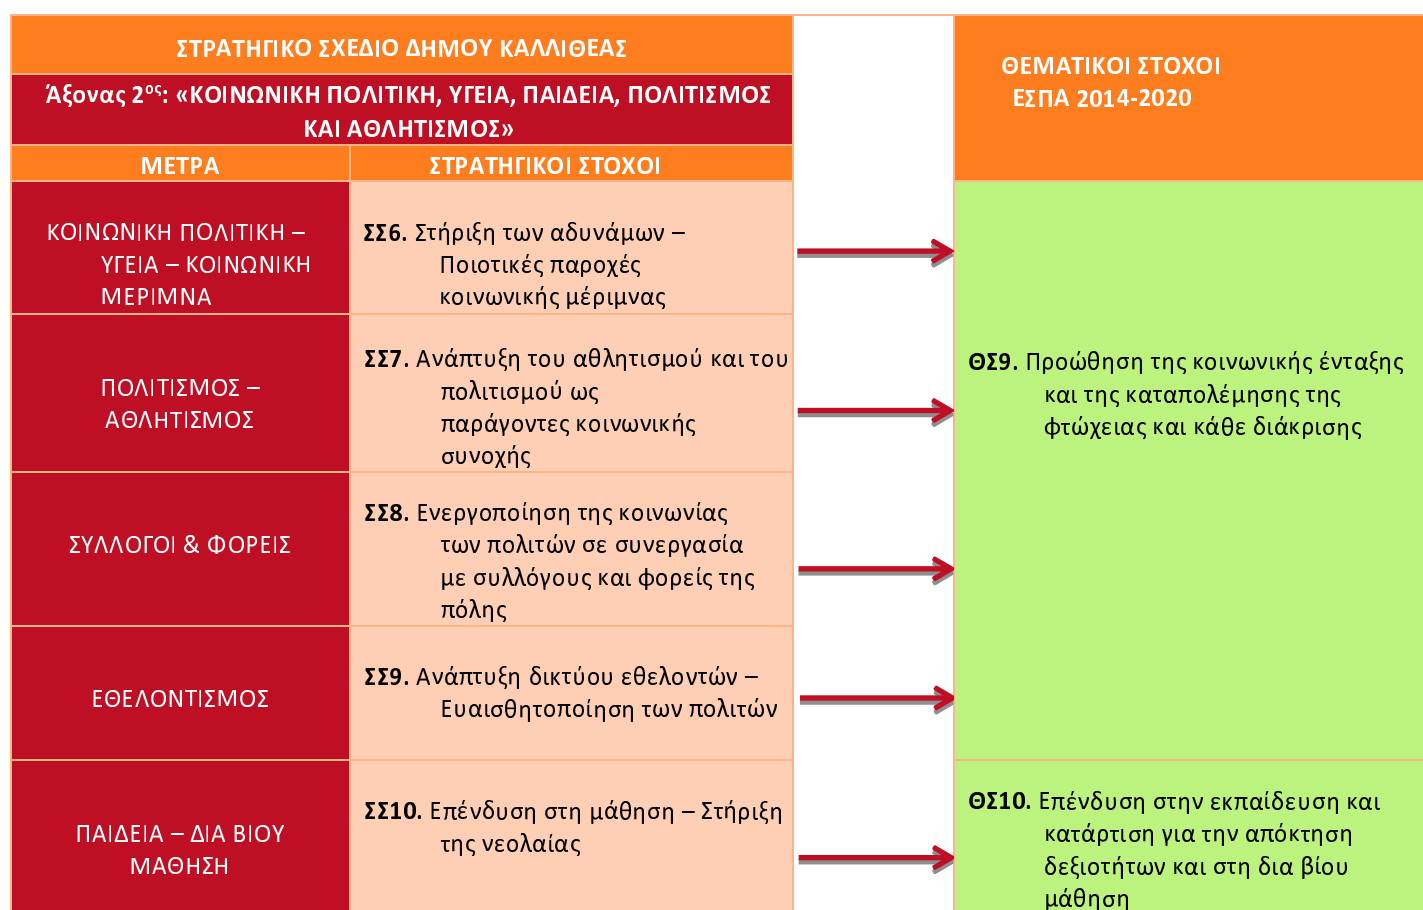 ΣΤΡΑΤΗΓΙΚΟ ΣΧΕΔΙΟ ΔΗΜΟΥ ΚΑΛΛΙΘΕΑΣ
ΘΕΜΑΤΙΚΟΙ ΣΤΟΧΟΙ
ΕΣΠΑ 2014-2020
Άξονας 2ος: «ΚΟΙΝΩΝΙΚΗ ΠΟΛΙΤΙΚΗ, ΥΓΕΙΑ, ΠΑΙΔΕΙΑ, ΠΟΛΙΤΙΣΜΟΣ
ΚΑΙ ΑΘΛΗΤΙΣΜΟΣ»
ΜΕΤΡΑ
ΣΤΡΑΤΗΓΙΚΟΙ ΣΤΟΧΟΙ
ΚΟΙΝΩΝΙΚΗ ΠΟΛΙΤΙΚΗ –
ΥΓΕΙΑ – ΚΟΙΝΩΝΙΚΗ
ΜΕΡΙΜΝΑ
ΣΣ6. Στήριξη των αδυνάμων –
Ποιοτικές παροχές
κοινωνικής μέριμνας
ΠΟΛΙΤΙΣΜΟΣ –
ΑΘΛΗΤΙΣΜΟΣ
ΣΣ7. Ανάπτυξη του αθλητισμού και του
πολιτισμού ως
παράγοντες κοινωνικής
συνοχής
ΘΣ9. Προώθηση της κοινωνικής ένταξης
και της καταπολέμησης της
φτώχειας και κάθε διάκρισης
ΣΥΛΛΟΓΟΙ & ΦΟΡΕΙΣ
ΣΣ8. Ενεργοποίηση της κοινωνίας
των πολιτών σε συνεργασία
με συλλόγους και φορείς της
πόλης
ΕΘΕΛΟΝΤΙΣΜΟΣ
ΣΣ9. Ανάπτυξη δικτύου εθελοντών –
Ευαισθητοποίηση των πολιτών
ΠΑΙΔΕΙΑ – ΔΙΑ ΒΙΟΥ
ΜΑΘΗΣΗ
ΣΣ10. Επένδυση στη μάθηση – Στήριξη
της νεολαίας
ΘΣ10. Επένδυση στην εκπαίδευση και
κατάρτιση για την απόκτηση
δεξιοτήτων και στη δια βίου
μάθηση